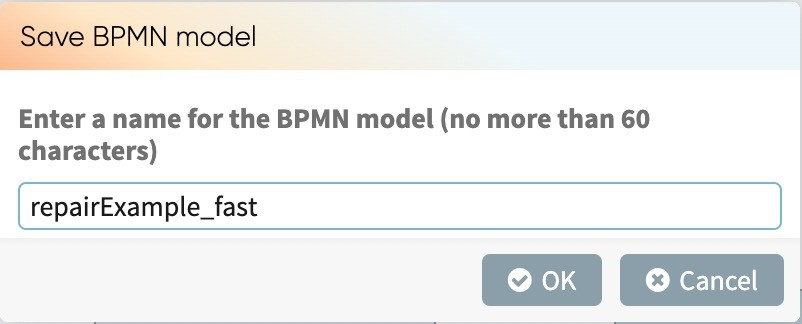 Save BPMN model
Enter a name for the BPMN model (no more than 60
characters)
repairExample_fast
OK
Cancel